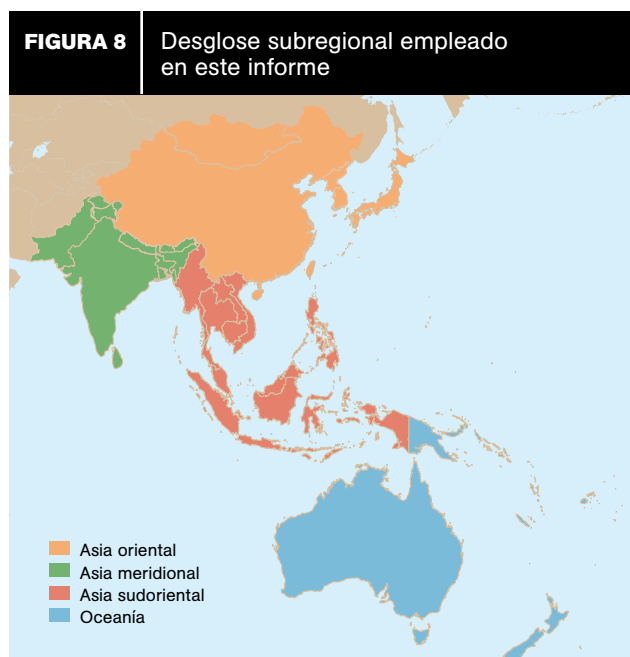 FIGURA 8
Desglose subregional empleado
en este informe
Asia oriental
Asia meridional
Asia sudoriental
Oceanía